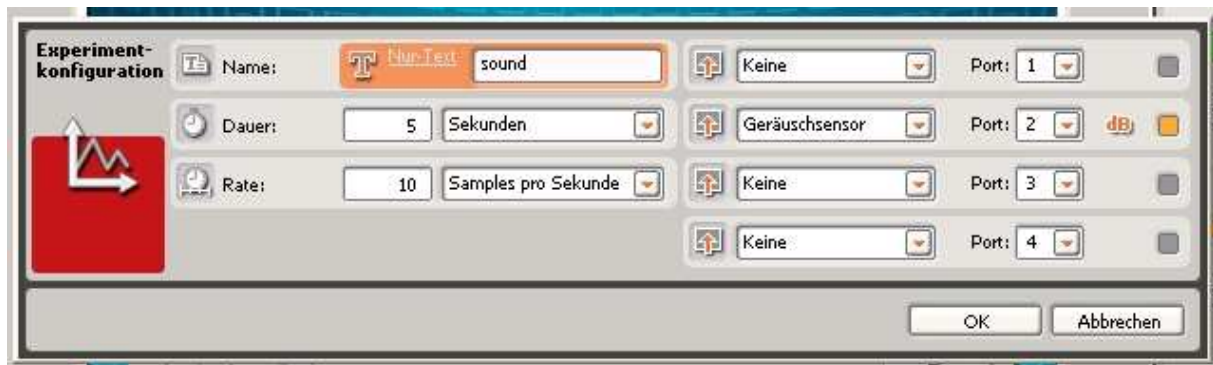 Experiment-
konfiguration
Name: T Nur-Text sound
Dauer: 5 Sekunden
Rate: 10 Samples pro Sekunde
Keine Port: 1
Geräuschsensor Port: 2 dB
Keine Port: 3
Keine Port: 4
OK Abbrechen